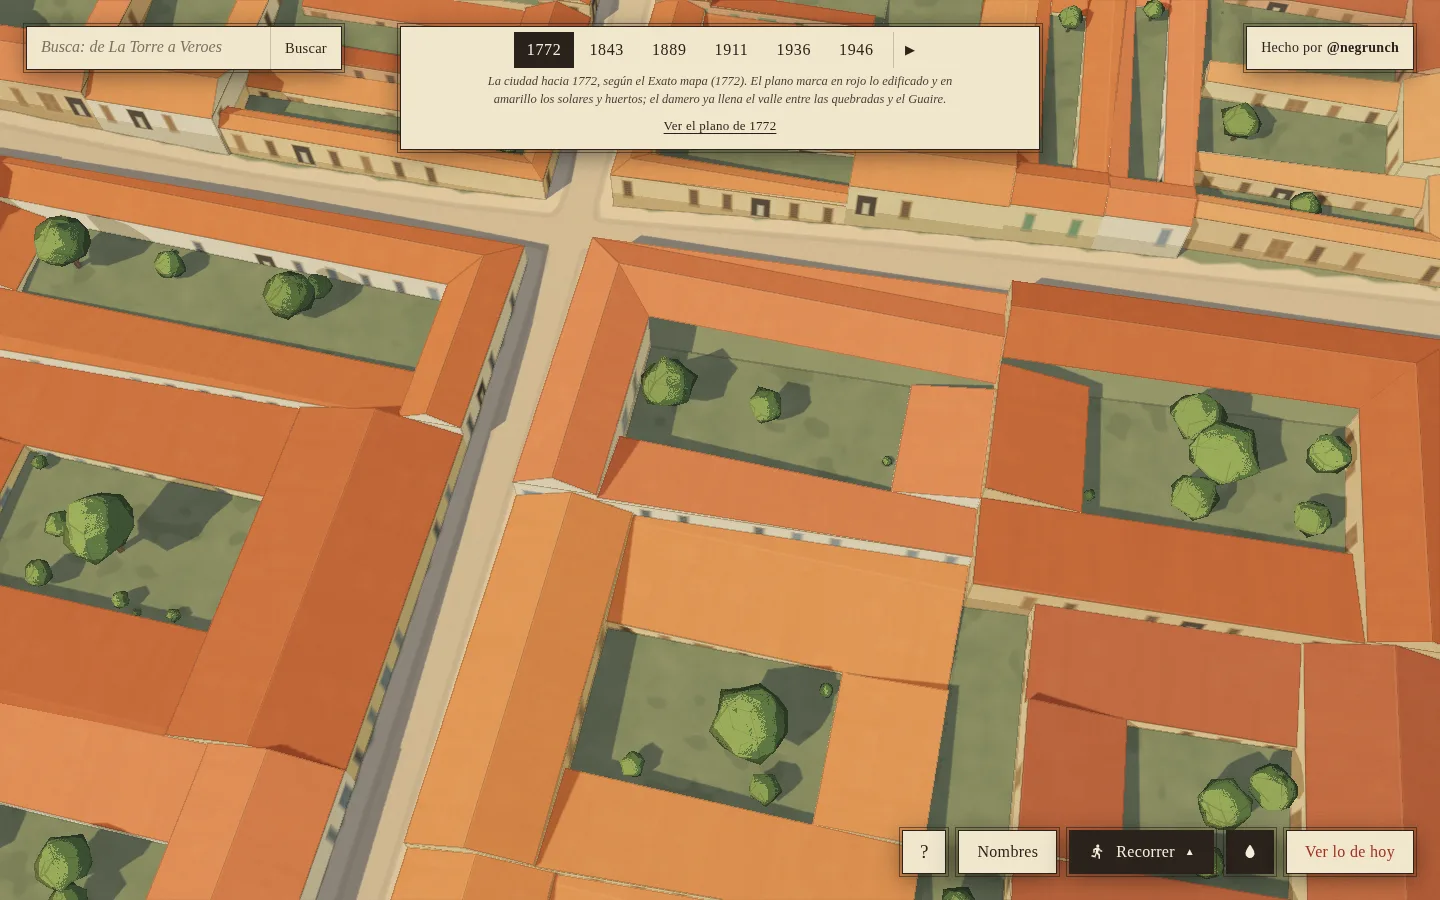 Busca: de La Torre a Veroes
Buscar
1772 1843 1889 1911 1936 1946 ▶
La ciudad hacia 1772, según el Exato mapa (1772). El plano marca en rojo lo edificado y en
amarillo los solares y huertos; el damero ya llena el valle entre las quebradas y el Guaire.
Ver el plano de 1772
Hecho por @negrunch
?
Nombres
Recorrer ▲
Ver lo de hoy